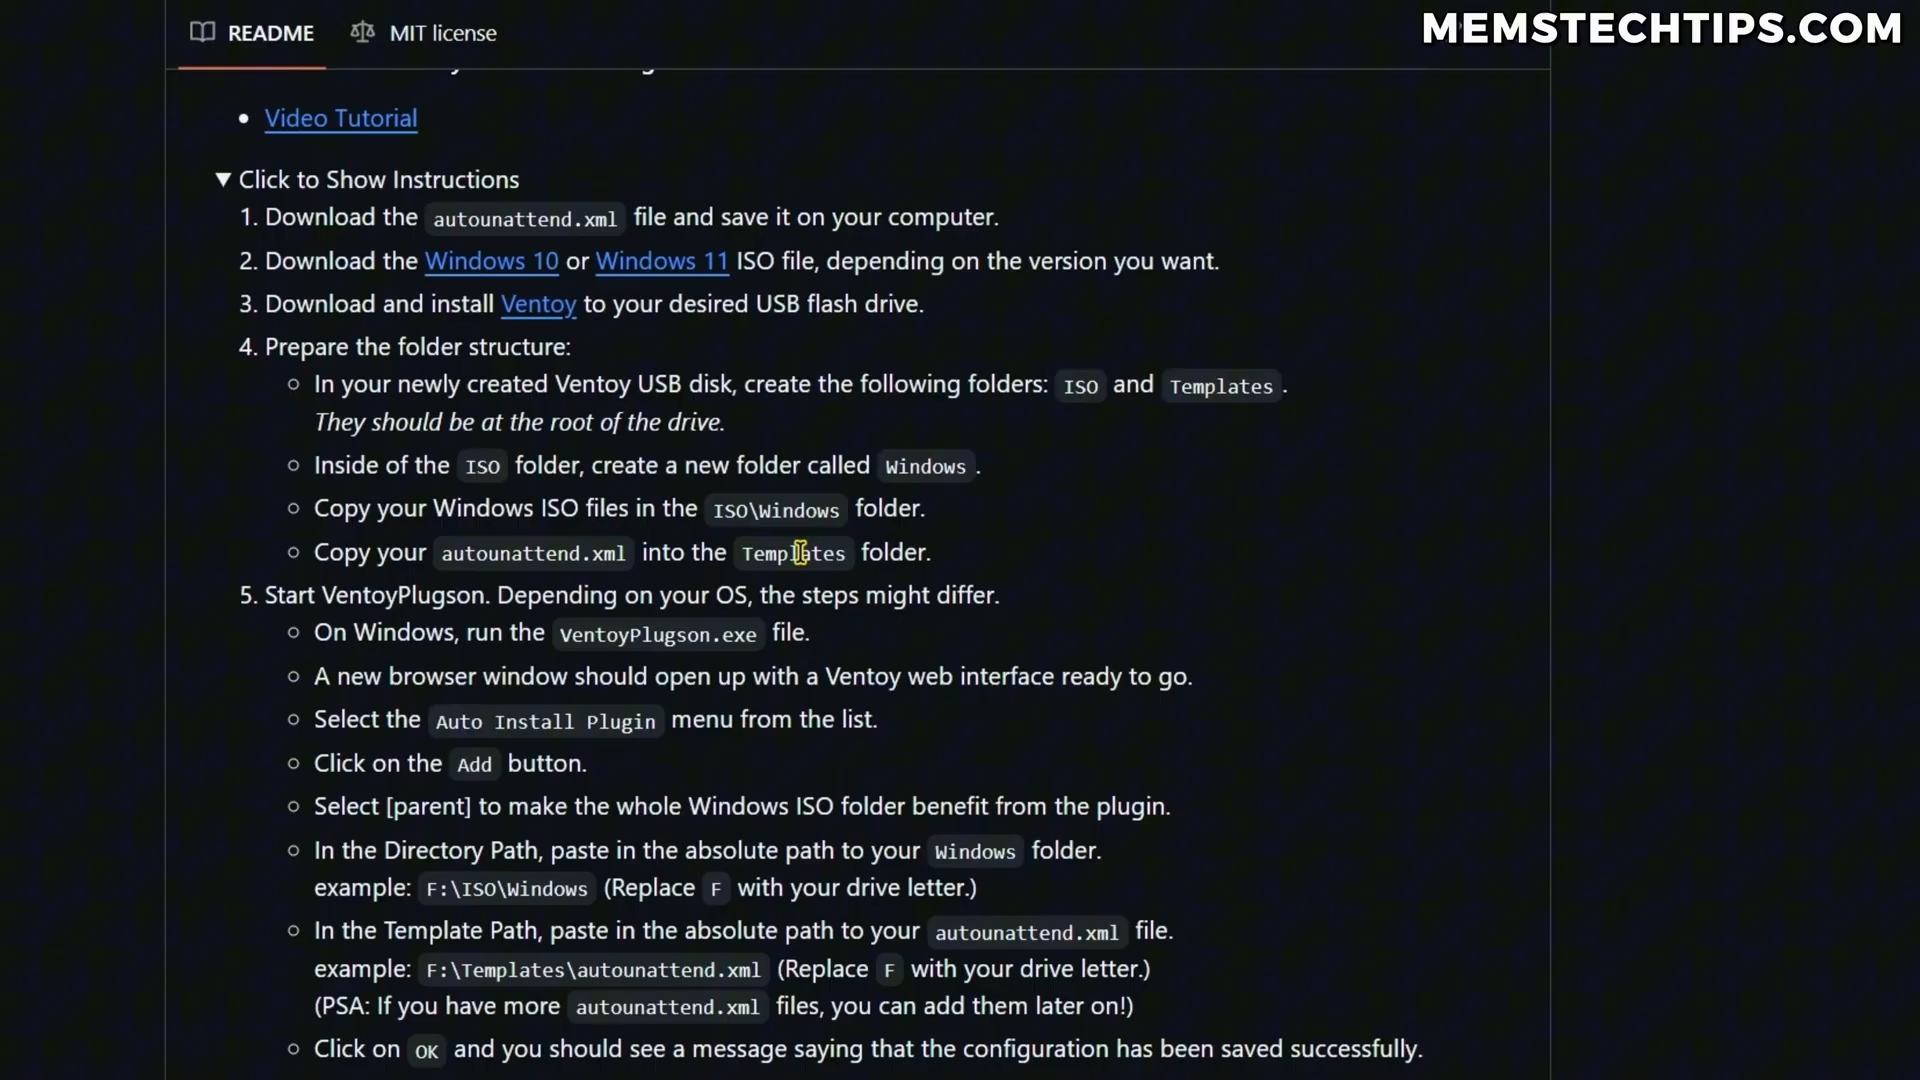 README MIT license
MEMSTECHTIPS.COM
• Video Tutorial
▼ Click to Show Instructions
1. Download the autounattend.xml file and save it on your computer.
2. Download the Windows 10 or Windows 11 ISO file, depending on the version you want.
3. Download and install Ventoy to your desired USB flash drive.
4. Prepare the folder structure:
○ In your newly created Ventoy USB disk, create the following folders: ISO and Templates.
They should be at the root of the drive.
○ Inside of the ISO folder, create a new folder called Windows.
○ Copy your Windows ISO files in the ISO\Windows folder.
○ Copy your autounattend.xml into the Templates folder.
5. Start VentoyPlugson. Depending on your OS, the steps might differ.
○ On Windows, run the VentoyPlugson.exe file.
○ A new browser window should open up with a Ventoy web interface ready to go.
○ Select the Auto Install Plugin menu from the list.
○ Click on the Add button.
○ Select [parent] to make the whole Windows ISO folder benefit from the plugin.
○ In the Directory Path, paste in the absolute path to your Windows folder.
example: F:\ISO\Windows (Replace F with your drive letter.)
○ In the Template Path, paste in the absolute path to your autounattend.xml file.
example: F:\Templates\autounattend.xml (Replace F with your drive letter.)
(PSA: If you have more autounattend.xml files, you can add them later on!)
○ Click on OK and you should see a message saying that the configuration has been saved successfully.